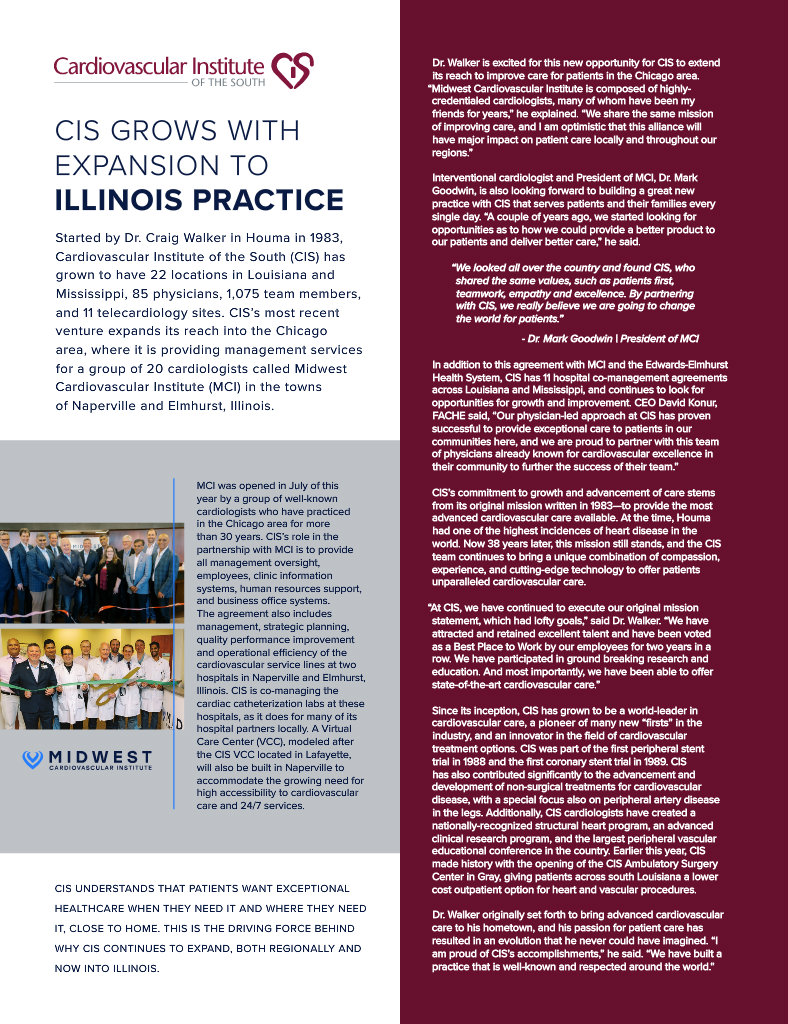 Cardiovascular Institute
OF THE SOUTH
CIS
CIS GROWS WITH
EXPANSION TO
ILLINOIS PRACTICE
Started by Dr. Craig Walker in Houma in 1983,
Cardiovascular Institute of the South (CIS) has
grown to have 22 locations in Louisiana and
Mississippi, 85 physicians, 1,075 team members,
and 11 telecardiology sites. CIS’s most recent
venture expands its reach into the Chicago
area, where it is providing management services
for a group of 20 cardiologists called Midwest
Cardiovascular Institute (MCI) in the towns
of Naperville and Elmhurst, Illinois.
MCI was opened in July of this
year by a group of well-known
cardiologists who have practiced
in the Chicago area for more
than 30 years. CIS’s role in the
partnership with MCI is to provide
all management oversight,
employees, clinic information
systems, human resources support,
and business office systems.
The agreement also includes
management, strategic planning,
quality performance improvement
and operational efficiency of the
cardiovascular service lines at two
hospitals in Naperville and Elmhurst,
Illinois. CIS is co-managing the
cardiac catheterization labs at these
hospitals, as it does for many of its
hospital partners locally. A Virtual
Care Center (VCC), modeled after
the CIS VCC located in Lafayette,
will also be built in Naperville to
accommodate the growing need for
high accessibility to cardiovascular
care and 24/7 services.
MIDWEST
MIDWEST
CARDIOVASCULAR INSTITUTE
CIS UNDERSTANDS THAT PATIENTS WANT EXCEPTIONAL
HEALTHCARE WHEN THEY NEED IT AND WHERE THEY NEED
IT, CLOSE TO HOME. THIS IS THE DRIVING FORCE BEHIND
WHY CIS CONTINUES TO EXPAND, BOTH REGIONALLY AND
NOW INTO ILLINOIS.
Dr. Walker is excited for this new opportunity for CIS to extend
its reach to improve care for patients in the Chicago area.
“Midwest Cardiovascular Institute is composed of highly-
credentialed cardiologists, many of whom have been my
friends for years,” he explained. “We share the same mission
of improving care, and I am optimistic that this alliance will
have major impact on patient care locally and throughout our
regions.”
Interventional cardiologist and President of MCI, Dr. Mark
Goodwin, is also looking forward to building a great new
practice with CIS that serves patients and their families every
single day. “A couple of years ago, we started looking for
opportunities as to how we could provide a better product to
our patients and deliver better care,” he said.
“We looked all over the country and found CIS, who
shared the same values, such as patients first,
teamwork, empathy and excellence. By partnering
with CIS, we really believe we are going to change
the world for patients.”
- Dr. Mark Goodwin | President of MCI
In addition to this agreement with MCI and the Edwards-Elmhurst
Health System, CIS has 11 hospital co-management agreements
across Louisiana and Mississippi, and continues to look for
opportunities for growth and improvement. CEO David Konur,
FACHE said, “Our physician-led approach at CIS has proven
successful to provide exceptional care to patients in our
communities here, and we are proud to partner with this team
of physicians already known for cardiovascular excellence in
their community to further the success of their team.”
CIS’s commitment to growth and advancement of care stems
from its original mission written in 1983—to provide the most
advanced cardiovascular care available. At the time, Houma
had one of the highest incidences of heart disease in the
world. Now 38 years later, this mission still stands, and the CIS
team continues to bring a unique combination of compassion,
experience, and cutting-edge technology to offer patients
unparalleled cardiovascular care.
“At CIS, we have continued to execute our original mission
statement, which had lofty goals,” said Dr. Walker. “We have
attracted and retained excellent talent and have been voted
as a Best Place to Work by our employees for two years in a
row. We have participated in ground breaking research and
education. And most importantly, we have been able to offer
state-of-the-art cardiovascular care.”
Since its inception, CIS has grown to be a world-leader in
cardiovascular care, a pioneer of many new “firsts” in the
industry, and an innovator in the field of cardiovascular
treatment options. CIS was part of the first peripheral stent
trial in 1988 and the first coronary stent trial in 1989. CIS
has also contributed significantly to the advancement and
development of non-surgical treatments for cardiovascular
disease, with a special focus also on peripheral artery disease
in the legs. Additionally, CIS cardiologists have created a
nationally-recognized structural heart program, an advanced
clinical research program, and the largest peripheral vascular
educational conference in the country. Earlier this year, CIS
made history with the opening of the CIS Ambulatory Surgery
Center in Gray, giving patients across south Louisiana a lower
cost outpatient option for heart and vascular procedures.
Dr. Walker originally set forth to bring advanced cardiovascular
care to his hometown, and his passion for patient care has
resulted in an evolution that he never could have imagined. “I
am proud of CIS’s accomplishments,” he said. “We have built a
practice that is well-known and respected around the world.”